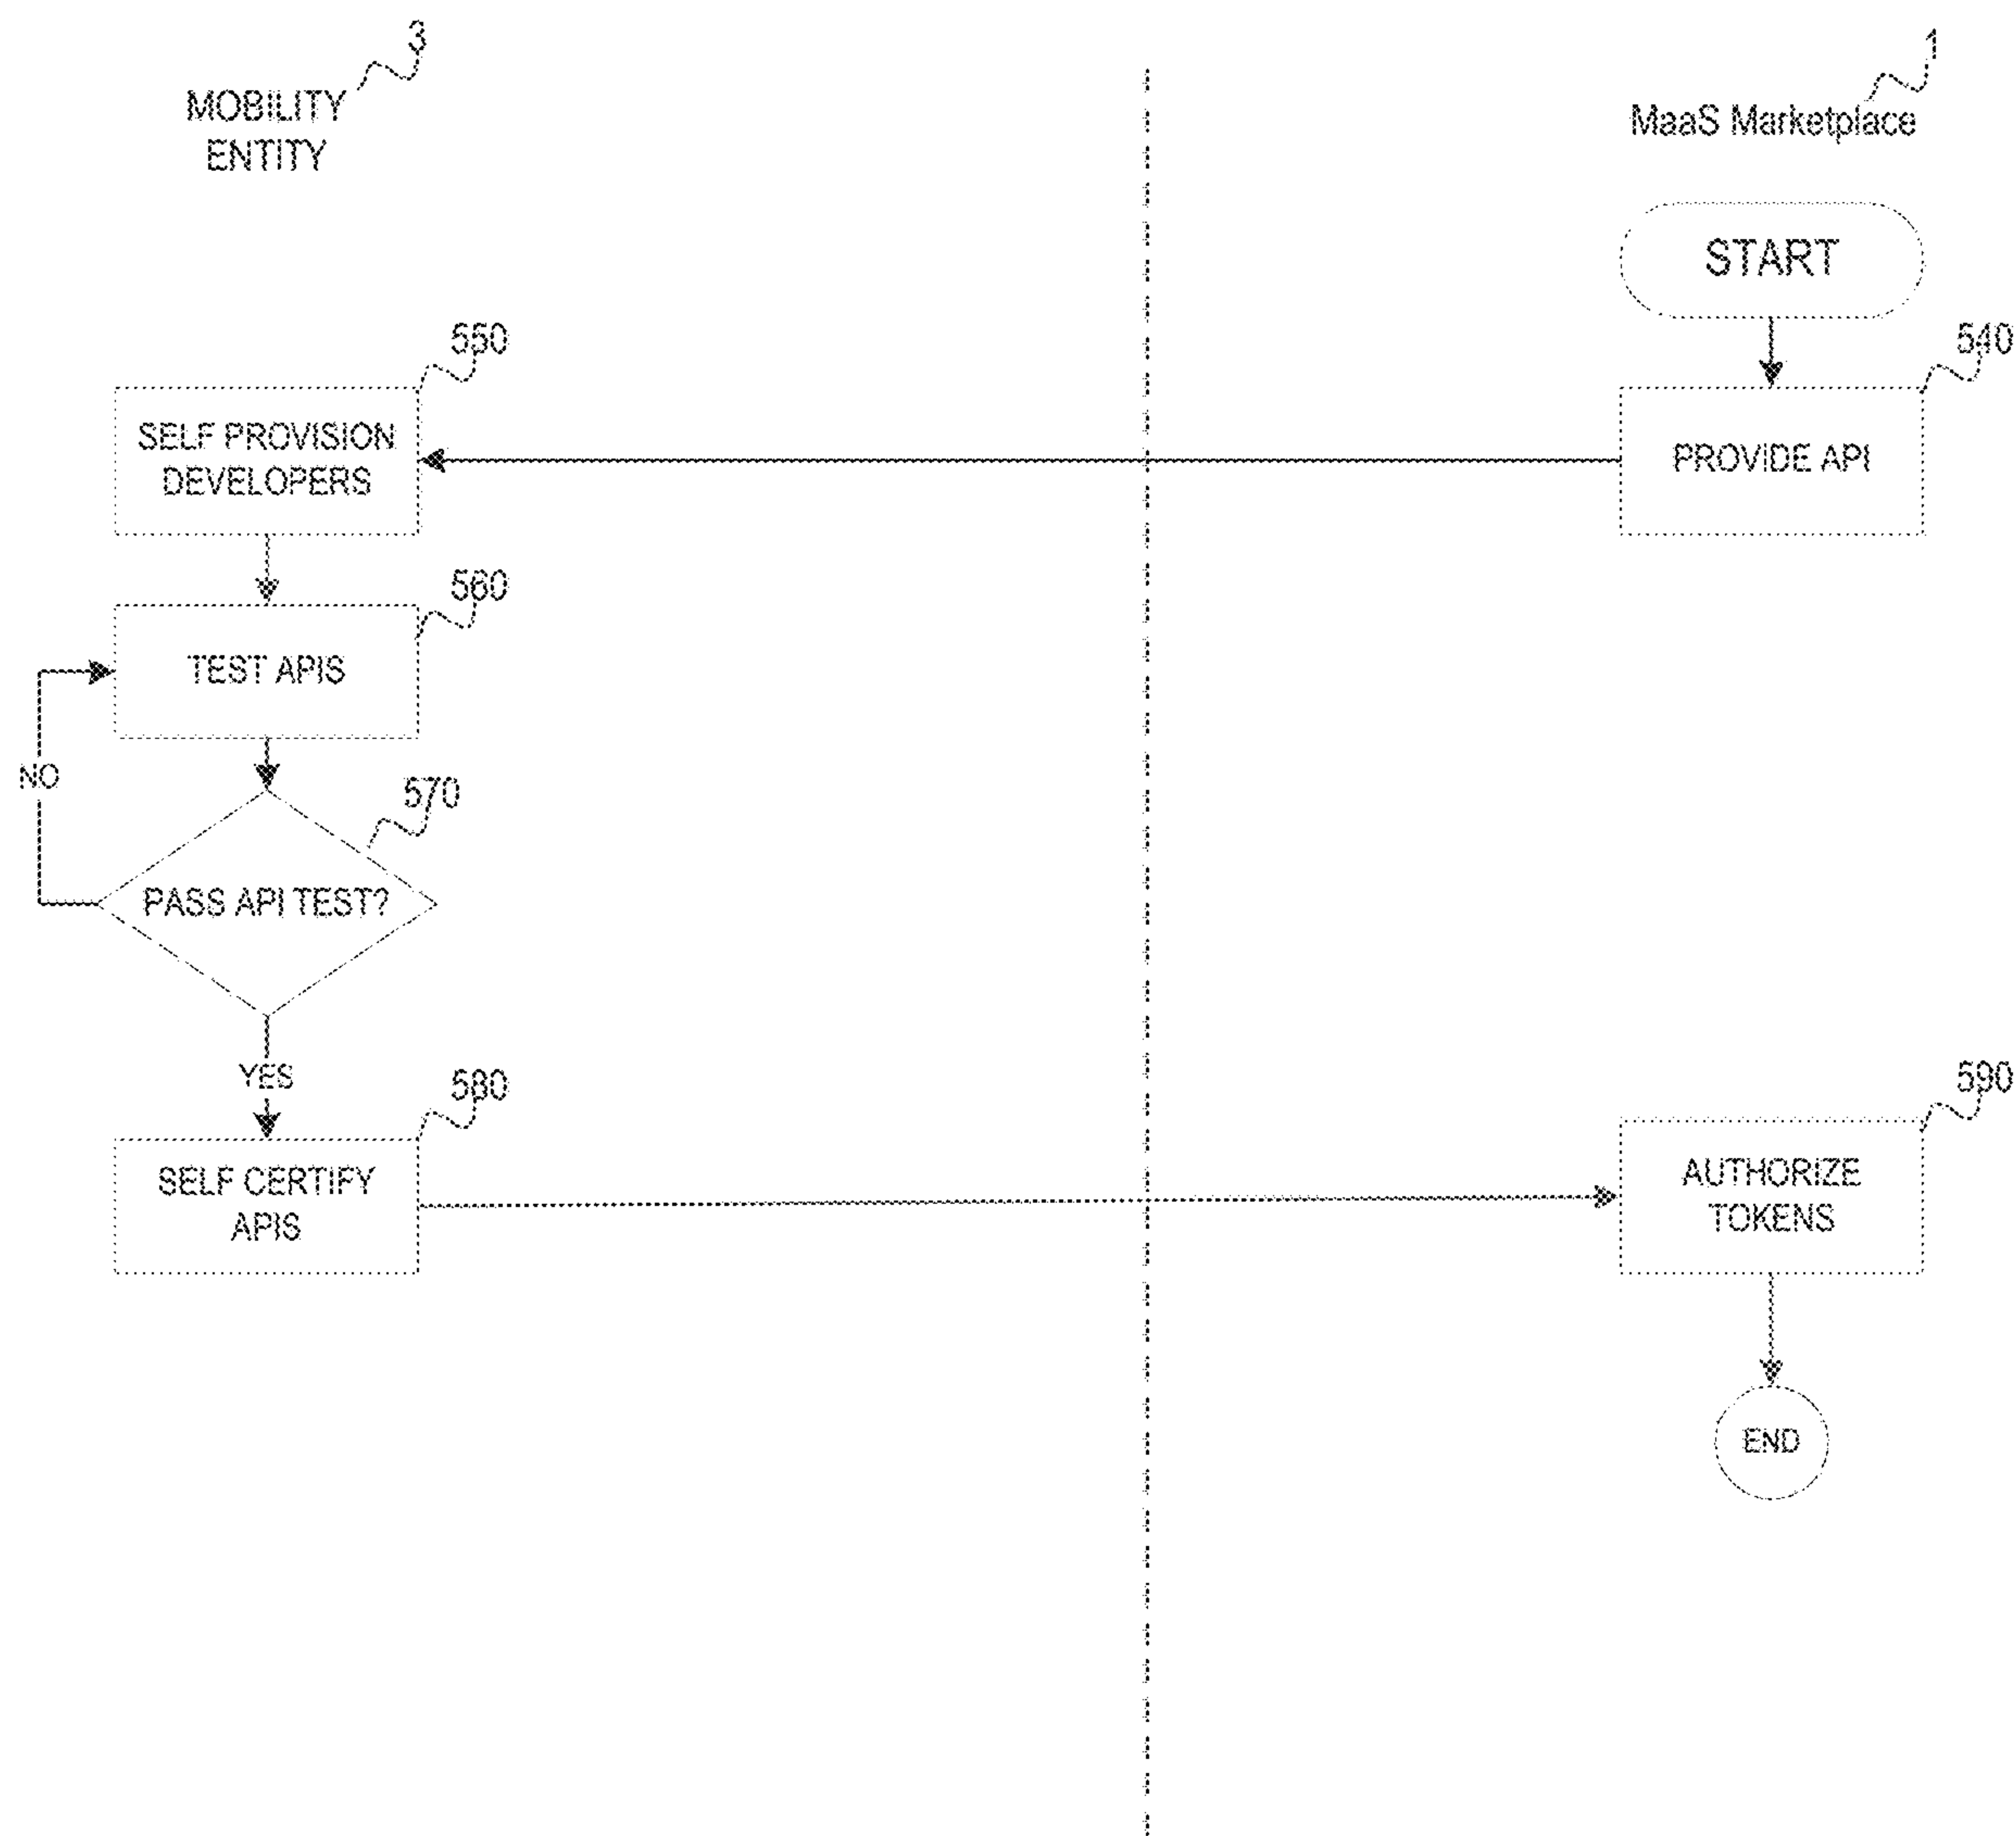 3
MOBILITY
ENTITY
1
MaaS Marketplace
START
550
540
SELF PROVISION
DEVELOPERS
PROVIDE API
560
TEST APIS
NO
570
PASS API TEST?
YES
580
590
SELF CERTIFY
APIS
AUTHORIZE
TOKENS
END